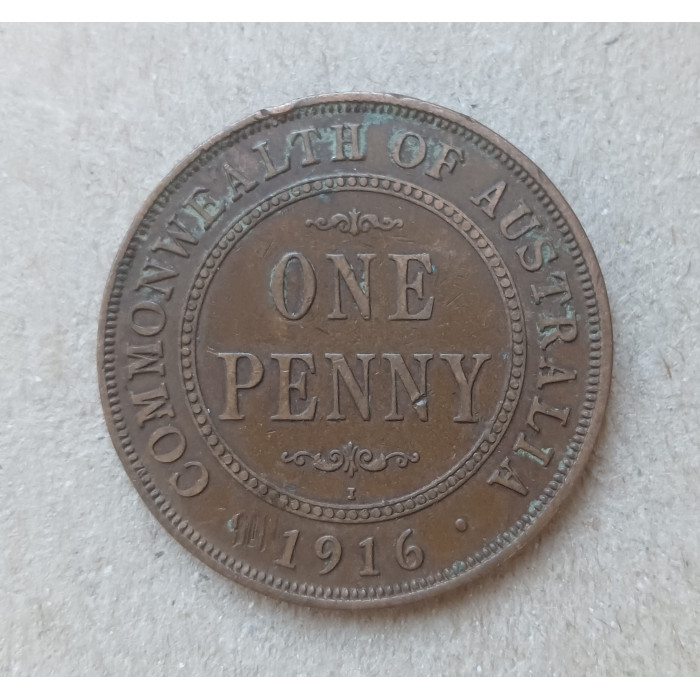 COMMONWEALTH OF AUSTRALIA
ONE
PENNY
I
1916